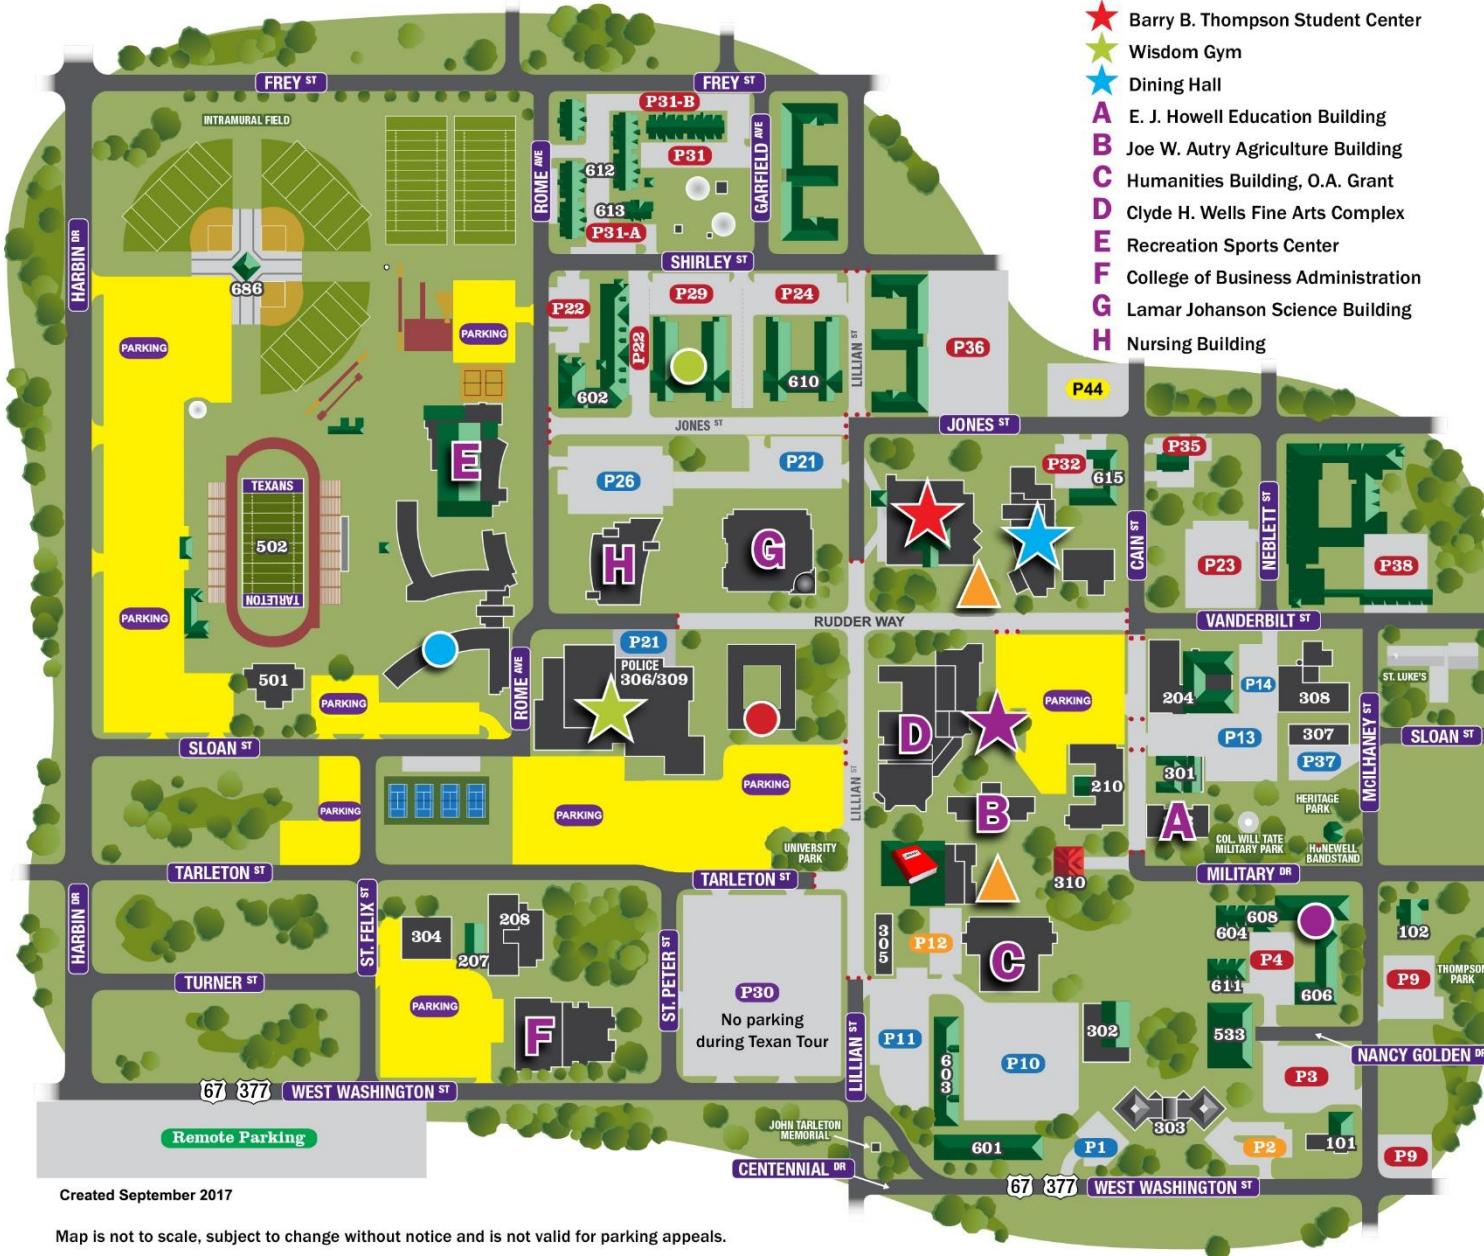 Barry B. Thompson Student Center
Wisdom Gym
Dining Hall
A E. J. Howell Education Building
B Joe W. Autry Agriculture Building
C Humanities Building, O.A. Grant
D Clyde H. Wells Fine Arts Complex
E Recreation Sports Center
F College of Business Administration
G Lamar Johanson Science Building
H Nursing Building
FREY ST
FREY ST
INTRAMURAL FIELD
P31-B
P31
612
613
P31-A
ROME AVE
GARFIELD AVE
HARBIN DR
SHIRLEY ST
686
PARKING
PARKING
P22
P29
P24
P22
602
610
LILLIAN ST
P36
P44
JONES ST
JONES ST
E
P26
P21
P32
615
P35
TEXANS
502
TARLETON
H
G
CAIN ST
P23
NEBLETT ST
P38
PARKING
RUDDER WAY
VANDERBILT ST
501
PARKING
ROME AVE
P21
POLICE
306/309
D
PARKING
204
P14
308
ST. LUKE'S
P13
307
P37
MCILHANEY ST
SLOAN ST
SLOAN ST
PARKING
PARKING
PARKING
LILLIAN ST
B
210
301
A
HERITAGE
PARK
COL. WILL TATE
MILITARY PARK
HUNEWELL
BANDSTAND
UNIVERSITY
PARK
TARLETON ST
TARLETON ST
310
MILITARY DR
HARBIN DR
ST. FELIX ST
304
207
208
ST. PETER ST
305
P12
C
608
604
P4
611
606
102
P9
THOMPSON
PARK
TURNER ST
PARKING
F
P30
No parking
during Texan Tour
LILLIAN ST
P11
603
P10
302
533
NANCY GOLDEN DR
P3
67 377 WEST WASHINGTON ST
Remote Parking
JOHN TARLETON
MEMORIAL
601
P1
303
P2
101
P9
CENTENNIAL DR
67 377 WEST WASHINGTON ST
Created September 2017
Map is not to scale, subject to change without notice and is not valid for parking appeals.